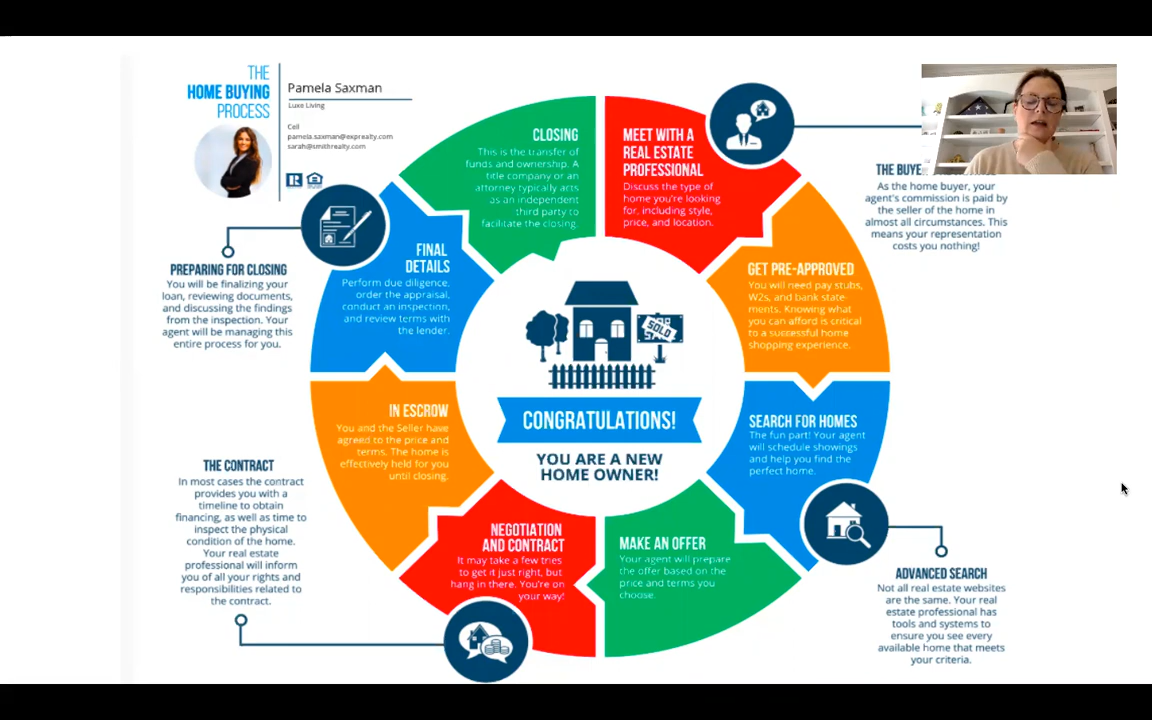 THE
HOME BUYING
PROCESS
Pamela Saxman
Luxe Living
Cell
pamela.saxman@exprealty.com
sarah@smithrealty.com
CLOSING
This is the transfer of
funds and ownership. A
title company or an
attorney typically acts
as an independent
third party to
facilitate the closing.
MEET WITH A
REAL ESTATE
PROFESSIONAL
Discuss the type of
home you're looking
for, including style,
price, and location.
THE BUYE
As the home buyer, your
agent's commission is paid by
the seller of the home in
almost all circumstances. This
means your representation
costs you nothing!
GET PRE-APPROVED
You will need pay stubs,
W2s, and bank state-
ments. Knowing what
you can afford is critical
to a successful home
shopping experience.
SEARCH FOR HOMES
The fun part! Your agent
will schedule showings
and help you find the
perfect home.
ADVANCED SEARCH
Not all real estate websites
are the same. Your real
estate professional has
tools and systems to
ensure you see every
available home that meets
your criteria.
MAKE AN OFFER
Your agent will prepare
the offer based on the
price and terms you
choose.
NEGOTIATION
AND CONTRACT
It may take a few tries
to get it just right, but
hang in there. You're on
your way!
THE CONTRACT
In most cases the contract
provides you with a
timeline to obtain
financing, as well as time to
inspect the physical
condition of the home.
Your real estate
professional will inform
you of all your rights and
responsibilities related to
the contract.
IN ESCROW
You and the Seller have
agreed to the price and
terms. The home is
effectively held for you
until closing.
FINAL
DETAILS
Perform due diligence,
order the appraisal,
conduct an inspection,
and review terms with
the lender.
PREPARING FOR CLOSING
You will be finalizing your
loan, reviewing documents,
and discussing the findings
from the inspection. Your
agent will be managing this
entire process for you.
SOLD
CONGRATULATIONS!
YOU ARE A NEW
HOME OWNER!